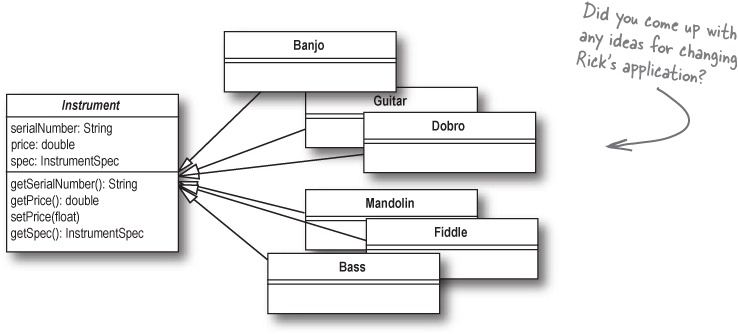 Did you come up with
any ideas for changing
Rick's application?
Banjo
Guitar
Dobro
Instrument
serialNumber: String
price: double
spec: InstrumentSpec
getSerialNumber(): String
getPrice(): double
setPrice(float)
getSpec(): InstrumentSpec
Mandolin
Fiddle
Bass